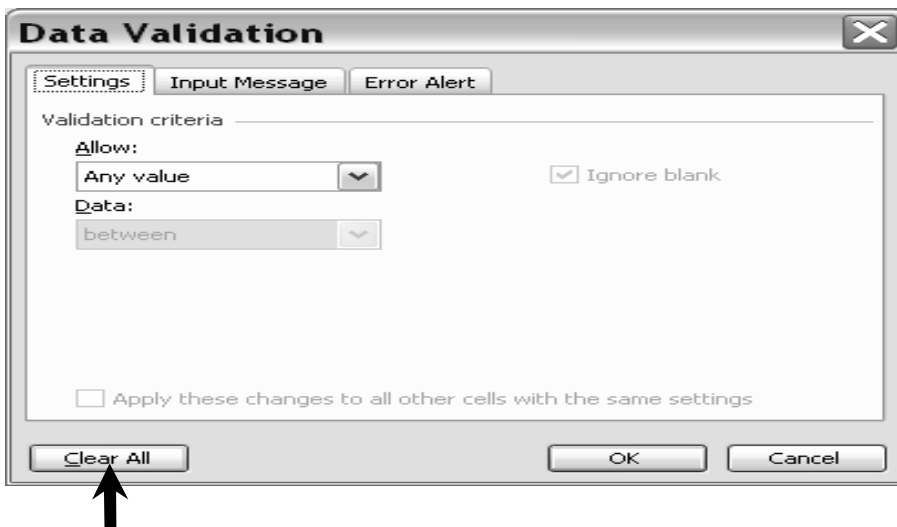 Data Validation
Settings Input Message Error Alert
Validation criteria
Allow:
Any value Ignore blank
Data:
between
Apply these changes to all other cells with the same settings
Clear All OK Cancel